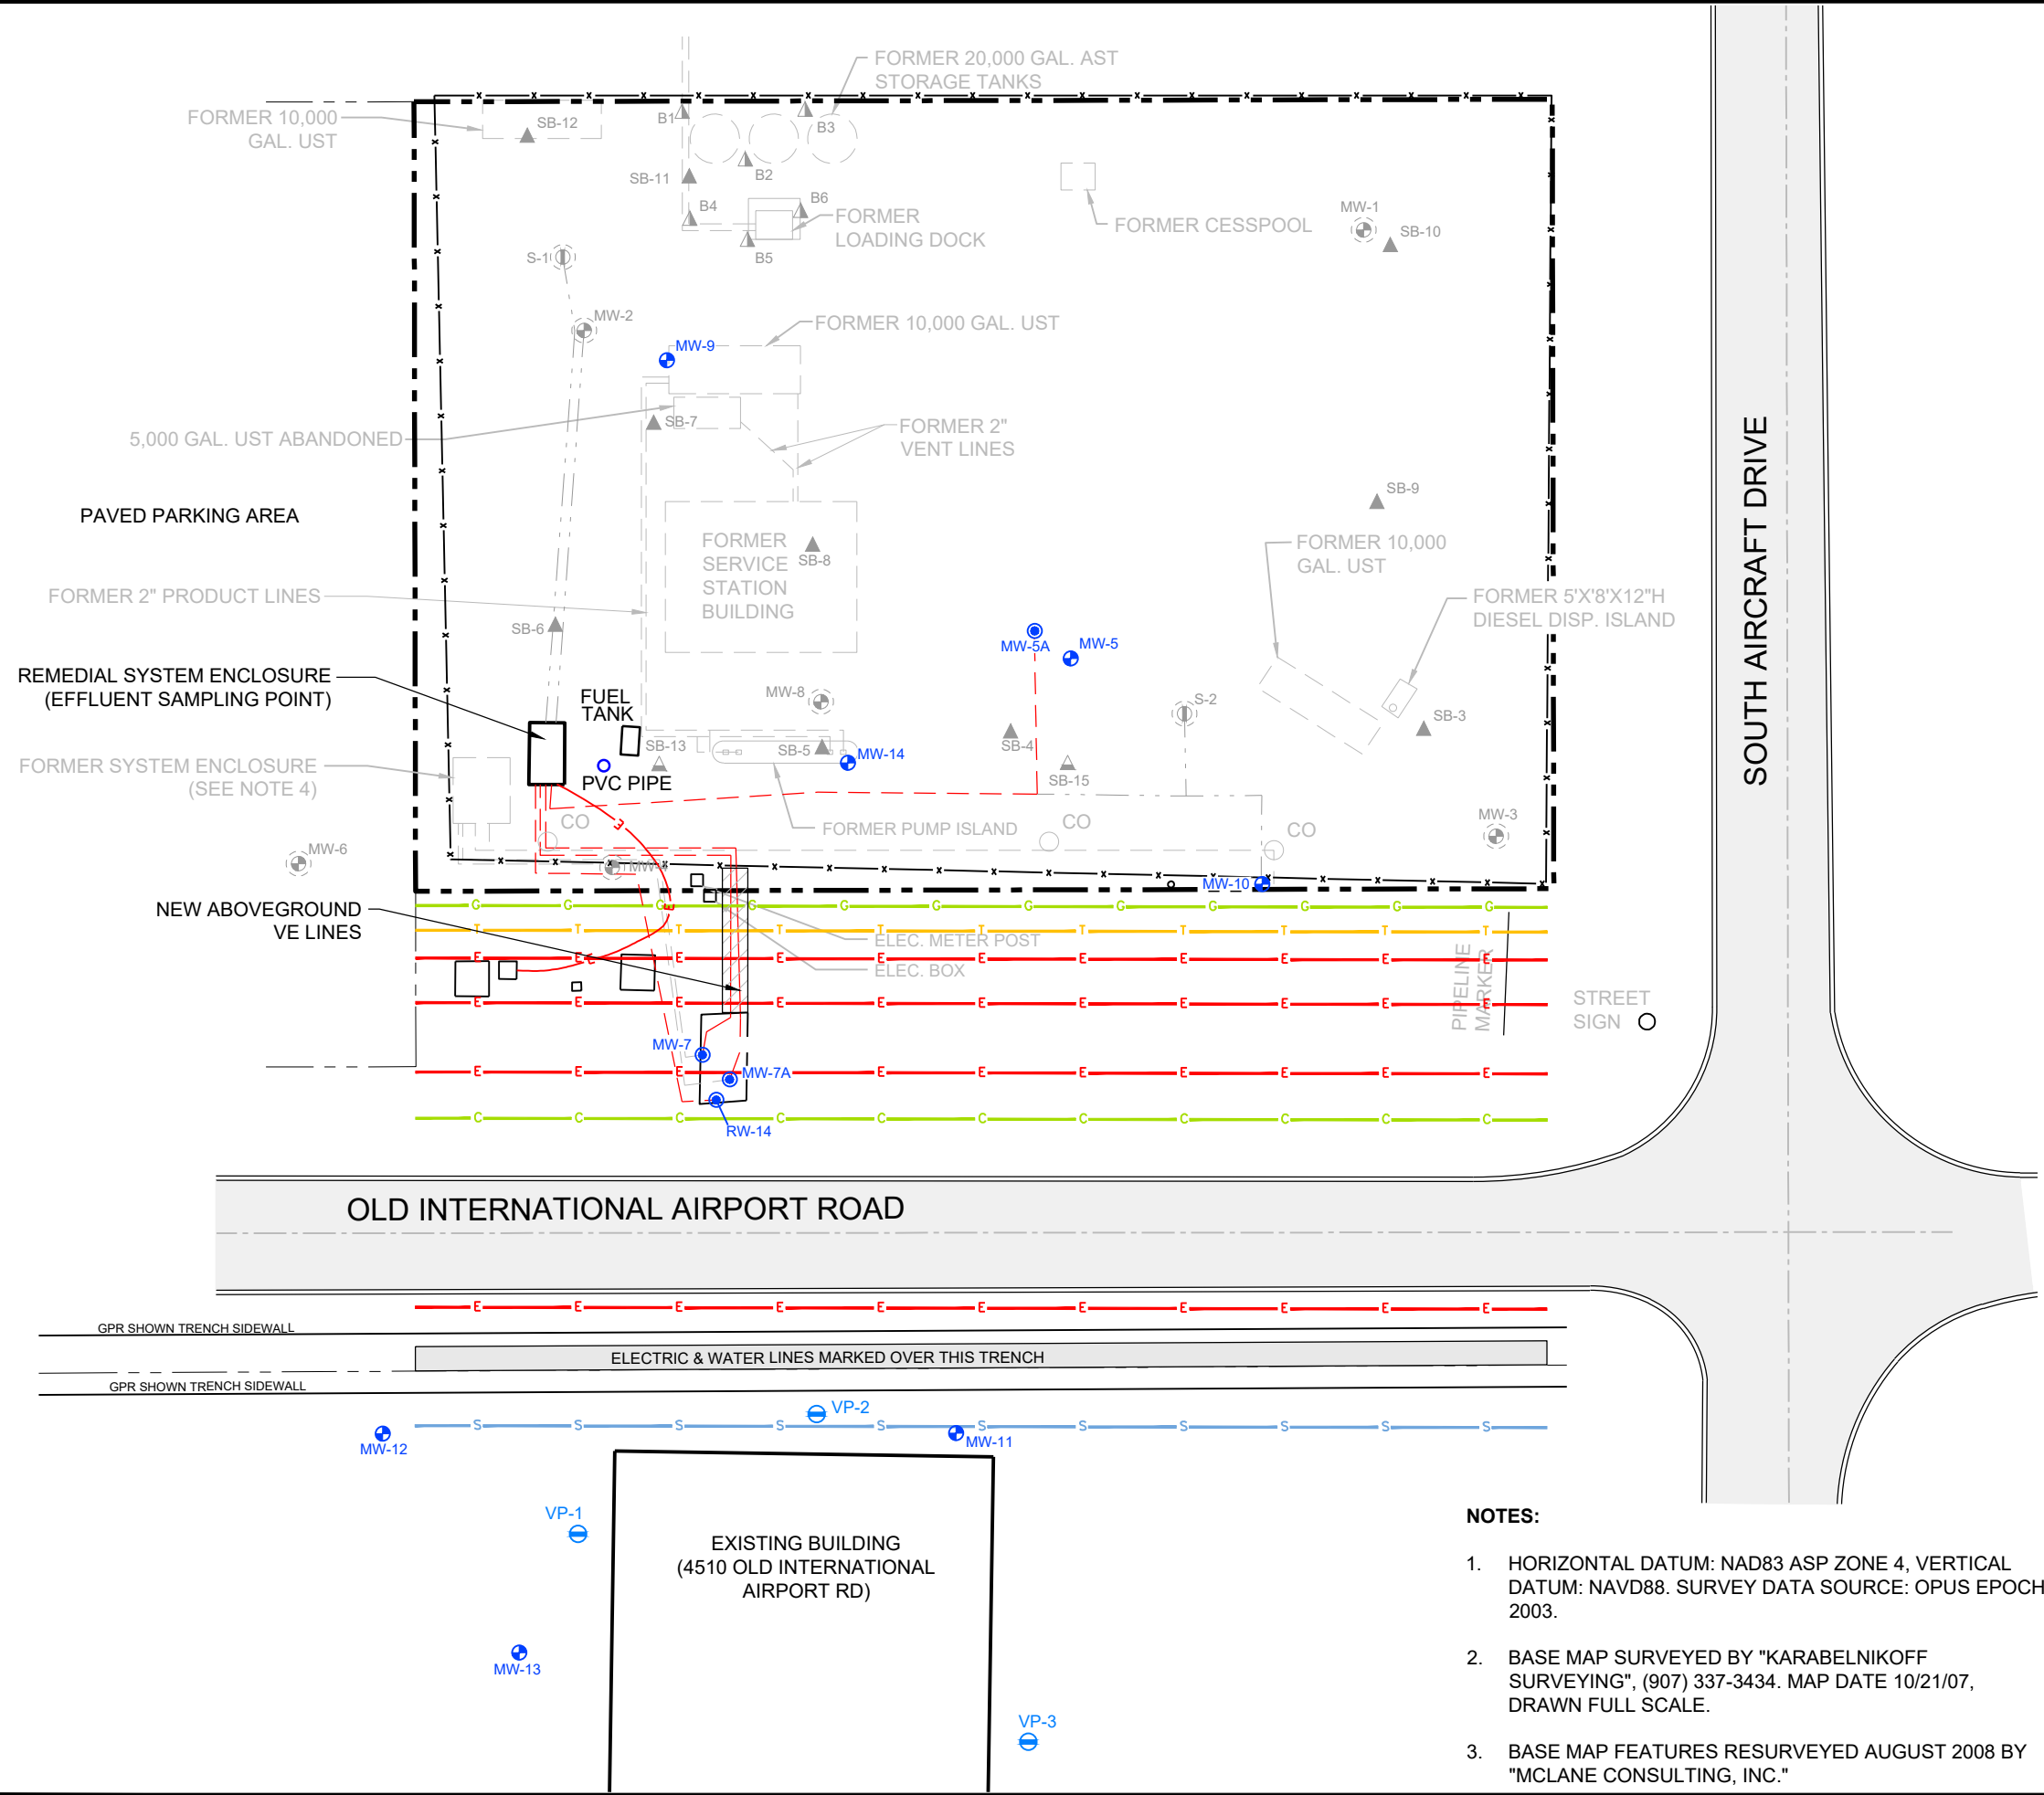 FORMER 20,000 GAL. AST
STORAGE TANKS
FORMER 10,000
GAL. UST
SB-12
B1
B3
SB-11
B2
B4
B6
FORMER
LOADING DOCK
B5
FORMER CESSPOOL
MW-1
SB-10
S-1
MW-2
FORMER 10,000 GAL. UST
MW-9
SB-7
5,000 GAL. UST ABANDONED
FORMER 2"
VENT LINES
PAVED PARKING AREA
SB-9
FORMER
SERVICE
STATION
BUILDING
SB-8
FORMER 10,000
GAL. UST
FORMER 2" PRODUCT LINES
FORMER 5'X'8'X12"H
DIESEL DISP. ISLAND
SB-6
MW-5A
MW-5
SOUTH AIRCRAFT DRIVE
REMEDIAL SYSTEM ENCLOSURE
(EFFLUENT SAMPLING POINT)
FUEL
TANK
MW-8
S-2
SB-3
SB-13
SB-5
MW-14
SB-4
SB-15
FORMER SYSTEM ENCLOSURE
(SEE NOTE 4)
PVC PIPE
CO
FORMER PUMP ISLAND
CO
CO
MW-3
MW-6
MW-4
MW-10
NEW ABOVEGROUND
VE LINES
G G G S G G G G G G G
T T T T T T T T T T
ELEC. METER POST
E E E E E E E E E E
ELEC. BOX
PIPELINE
MARKER
E E E E E E E E E E E
STREET
SIGN
MW-7
E E E MW-7A E E E E E E E
C C C C C C C C C C C
RW-14
OLD INTERNATIONAL AIRPORT ROAD
E E E E E E E E E E E
GPR SHOWN TRENCH SIDEWALL
ELECTRIC & WATER LINES MARKED OVER THIS TRENCH
GPR SHOWN TRENCH SIDEWALL
VP-2
S S S S S S S S S S S
MW-12
MW-11
VP-1
EXISTING BUILDING
(4510 OLD INTERNATIONAL
AIRPORT RD)
MW-13
VP-3
NOTES:
1. HORIZONTAL DATUM: NAD83 ASP ZONE 4, VERTICAL
DATUM: NAVD88. SURVEY DATA SOURCE: OPUS EPOCH
2003.
2. BASE MAP SURVEYED BY "KARABELNIKOFF
SURVEYING", (907) 337-3434. MAP DATE 10/21/07,
DRAWN FULL SCALE.
3. BASE MAP FEATURES RESURVEYED AUGUST 2008 BY
"MCLANE CONSULTING, INC."